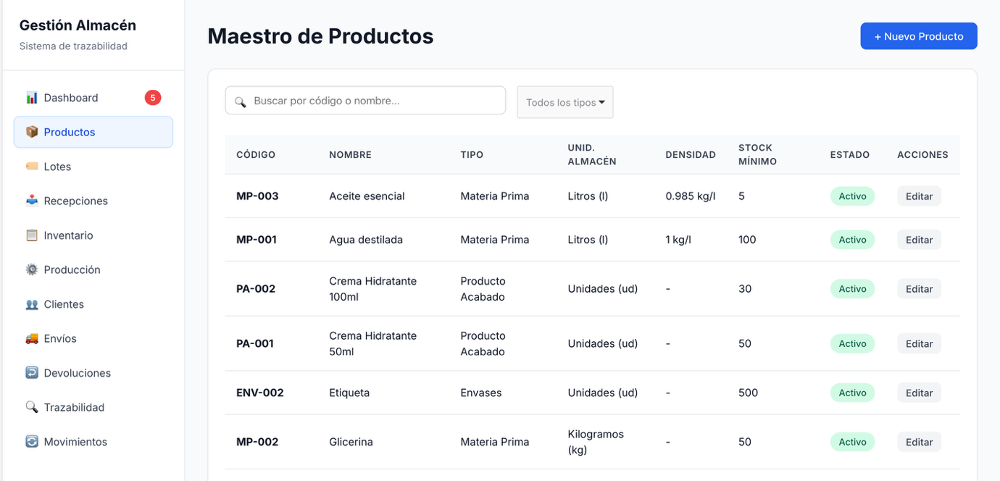 Gestión Almacén
Sistema de trazabilidad
Dashboard 5
Productos
Lotes
Recepciones
Inventario
Producción
Clientes
Envíos
Devoluciones
Trazabilidad
Movimientos
Maestro de Productos
+ Nuevo Producto
Buscar por código o nombre...
Todos los tipos
CÓDIGO NOMBRE TIPO UNID. ALMACÉN DENSIDAD STOCK MÍNIMO ESTADO ACCIONES
MP-003 Aceite esencial Materia Prima Litros (l) 0.985 kg/l 5 Activo Editar
MP-001 Agua destilada Materia Prima Litros (l) 1 kg/l 100 Activo Editar
PA-002 Crema Hidratante 100ml Producto Acabado Unidades (ud) - 30 Activo Editar
PA-001 Crema Hidratante 50ml Producto Acabado Unidades (ud) - 50 Activo Editar
ENV-002 Etiqueta Envases Unidades (ud) - 500 Activo Editar
MP-002 Glicerina Materia Prima Kilogramos (kg) - 50 Activo Editar